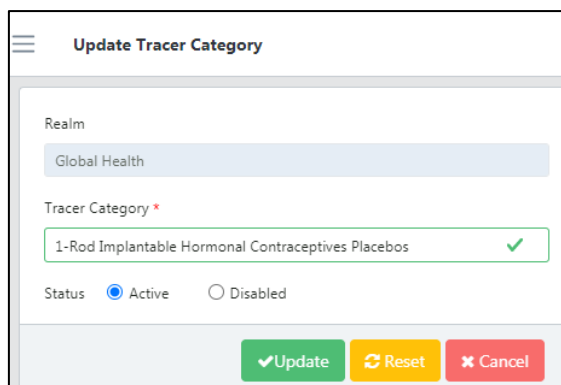 Update Tracer Category
Realm
Global Health
Tracer Category *
1-Rod Implantable Hormonal Contraceptives Placebos
Status Active Disabled
Update Reset Cancel